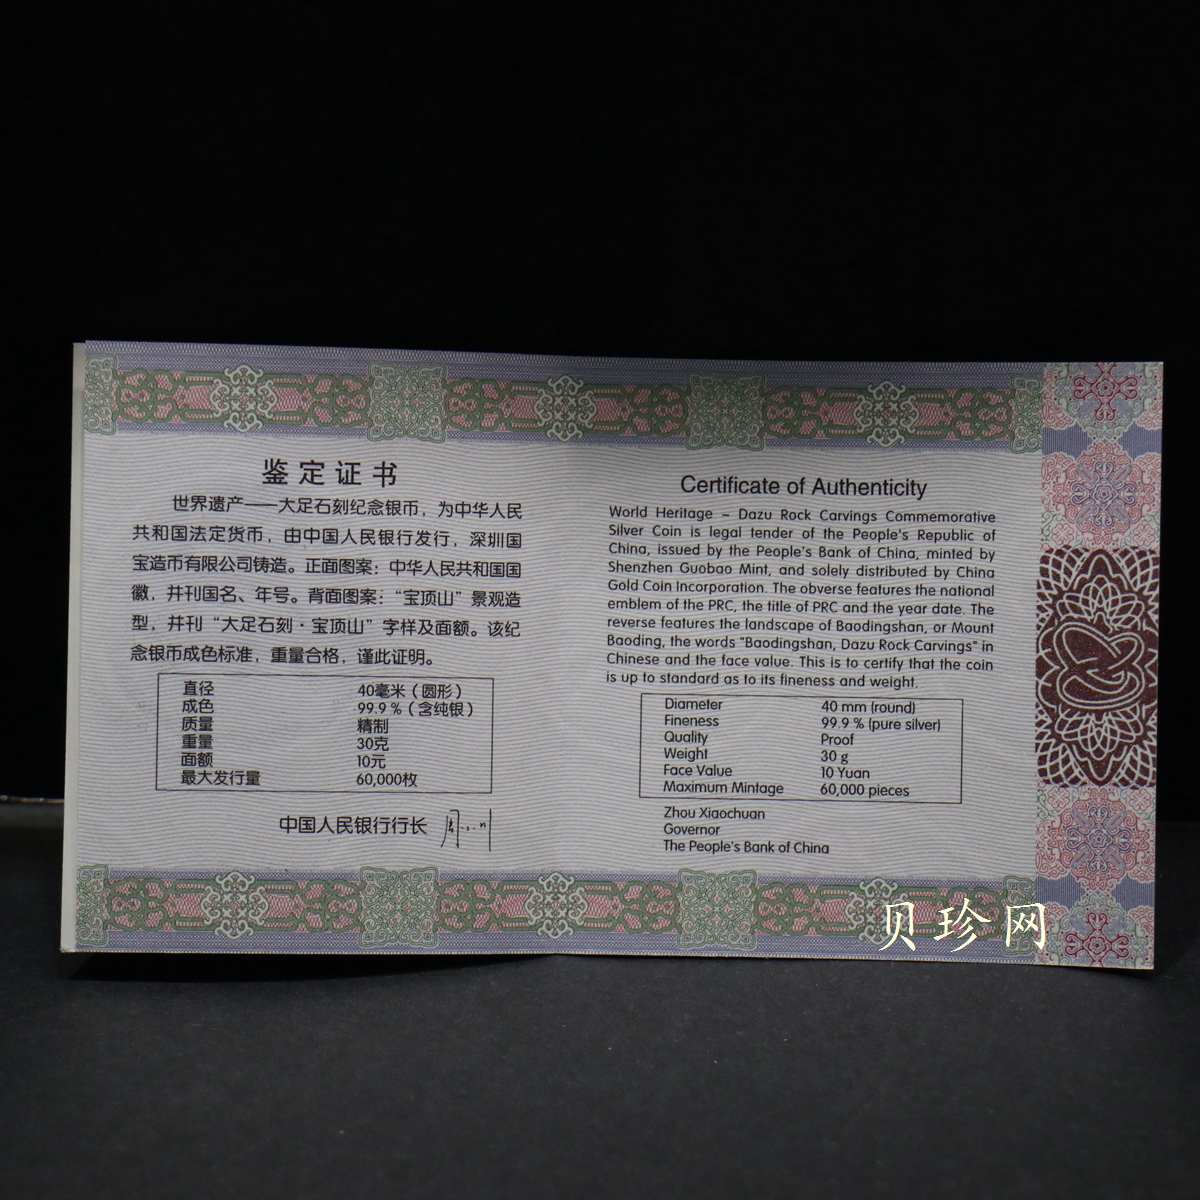 鉴定证书
世界遗产——大足石刻纪念银币，为中华人民
共和国法定货币，由中国人民银行发行，深圳国
宝造币有限公司铸造。正面图案：中华人民共和国国
徽，并刊国名、年号。背面图案：“宝顶山”景观造
型，并刊“大足石刻·宝顶山”字样及面额。该纪
念银币成色标准，重量合格，谨此证明。
直径 40毫米（圆形）
成色 99.9％（含纯银）
质量 精制
重量 30克
面额 10元
最大发行量 60,000枚
中国人民银行行长
Certificate of Authenticity
World Heritage – Dazu Rock Carvings Commemorative
Silver Coin is legal tender of the People's Republic of
China, issued by the People's Bank of China, minted by
Shenzhen Guobao Mint, and solely distributed by China
Gold Coin Incorporation. The obverse features the national
emblem of the PRC, the title of PRC and the year date. The
reverse features the landscape of Baodingshan, or Mount
Baoding, the words "Baodingshan, Dazu Rock Carvings" in
Chinese and the face value. This is to certify that the coin
is up to standard as to its fineness and weight.
Diameter 40 mm (round)
Fineness 99.9 % (pure silver)
Quality Proof
Weight 30 g
Face Value 10 Yuan
Maximum Mintage 60,000 pieces
Zhou Xiaochuan
Governor
The People's Bank of China
贝珍网